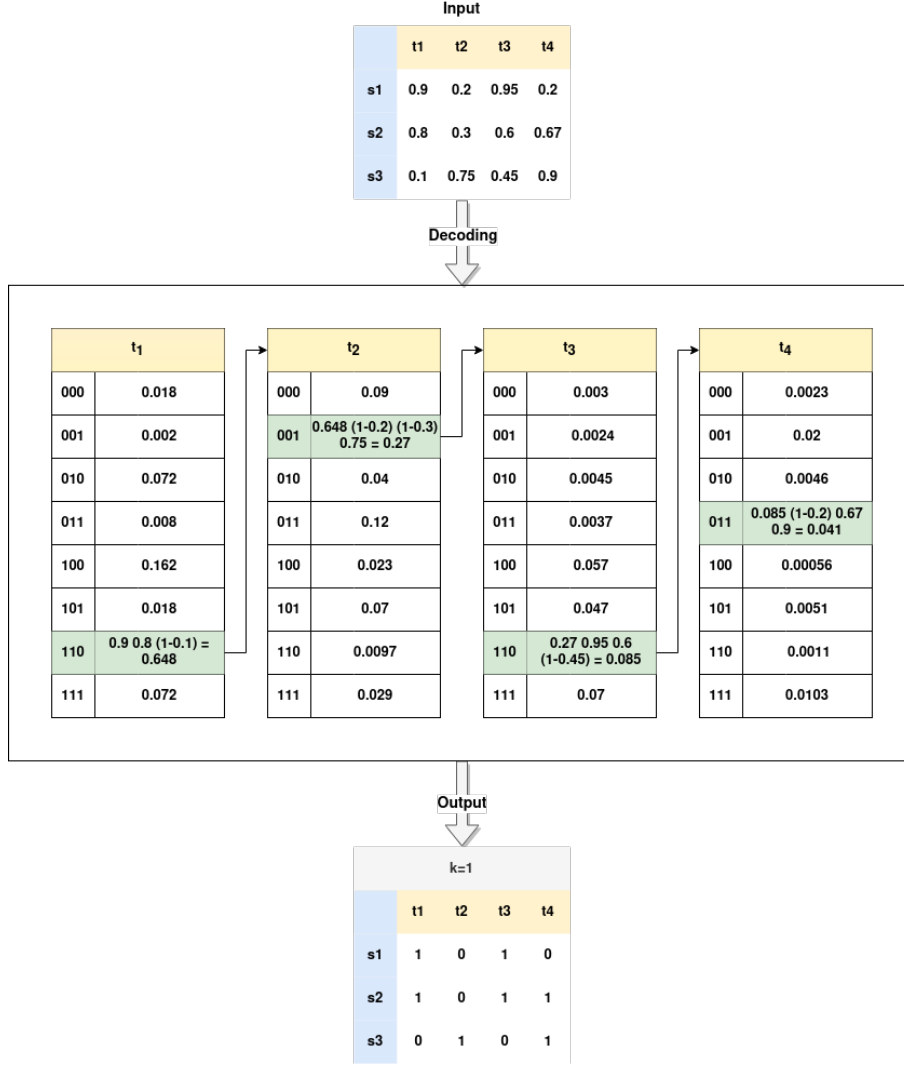 Input
t1 t2 t3 t4
s1 0.9 0.2 0.95 0.2
s2 0.8 0.3 0.6 0.67
s3 0.1 0.75 0.45 0.9
Decoding
t1
000 0.018
001 0.002
010 0.072
011 0.008
100 0.162
101 0.018
110 0.9 0.8 (1-0.1) =
0.648
111 0.072
t2
000 0.09
001 0.648 (1-0.2) (1-0.3)
0.75 = 0.27
010 0.04
011 0.12
100 0.023
101 0.07
110 0.0097
111 0.029
t3
000 0.003
001 0.0024
010 0.0045
011 0.0037
100 0.057
101 0.047
110 0.27 0.95 0.6
(1-0.45) = 0.085
111 0.07
t4
000 0.0023
001 0.02
010 0.0046
011 0.085 (1-0.2) 0.67
0.9 = 0.041
100 0.00056
101 0.0051
110 0.0011
111 0.0103
Output
k=1
t1 t2 t3 t4
s1 1 0 1 0
s2 1 0 1 1
s3 0 1 0 1